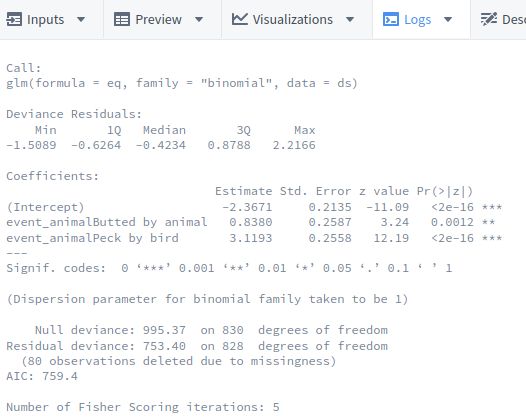 Inputs Preview Visualizations Logs Desc
Call:
glm(formula = eq, family = "binomial", data = ds)
Deviance Residuals:
    Min       1Q   Median       3Q      Max
-1.5089  -0.6264  -0.4234   0.8788   2.2166
Coefficients:
                            Estimate Std. Error z value Pr(>|z|)
(Intercept)                  -2.3671     0.2135  -11.09   <2e-16 ***
event_animalButted by animal   0.8380     0.2587    3.24   0.0012 **
event_animalPeck by bird       3.1193     0.2558   12.19   <2e-16 ***
---
Signif. codes:  0 ‘***’ 0.001 ‘**’ 0.01 ‘*’ 0.05 ‘.’ 0.1 ‘ ’ 1
(Dispersion parameter for binomial family taken to be 1)
    Null deviance: 995.37  on 830  degrees of freedom
Residual deviance: 753.40  on 828  degrees of freedom
  (80 observations deleted due to missingness)
AIC: 759.4
Number of Fisher Scoring iterations: 5